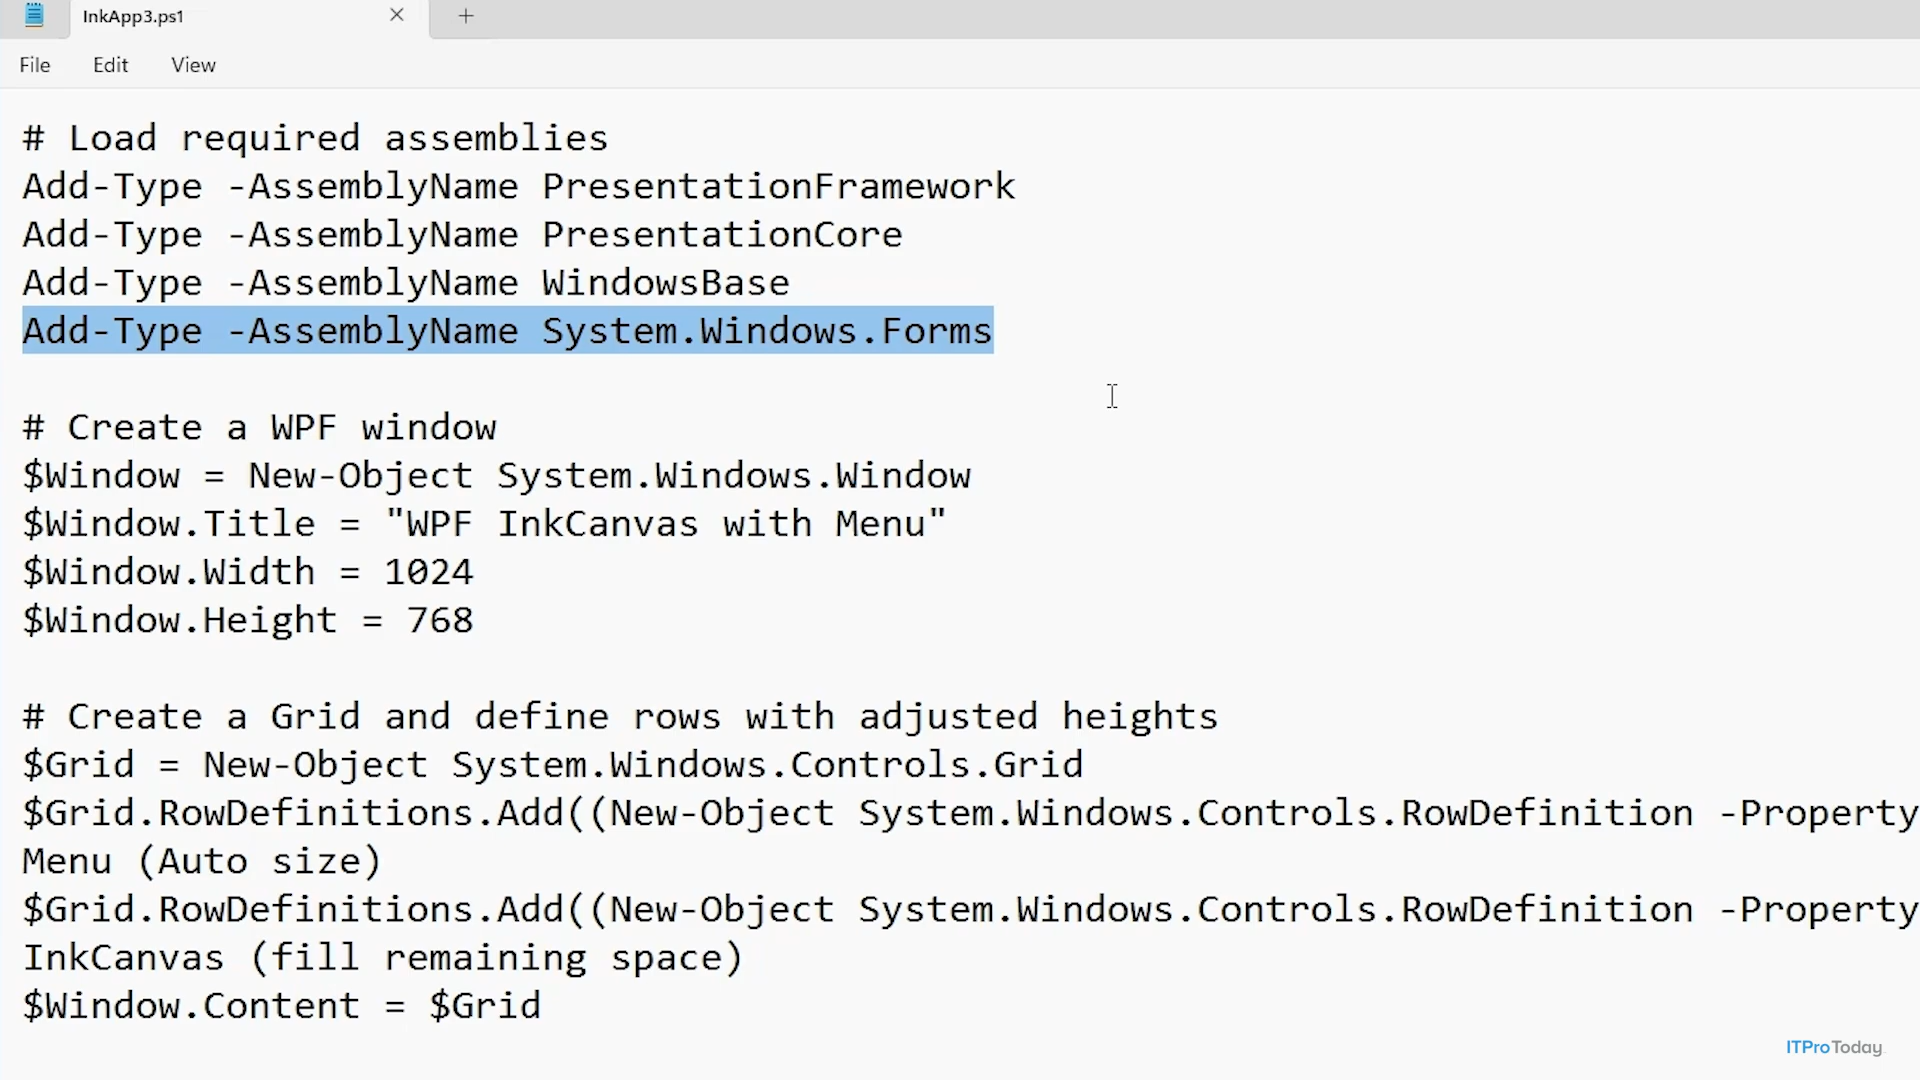 InkApp3.ps1
File Edit View
# Load required assemblies
Add-Type -AssemblyName PresentationFramework
Add-Type -AssemblyName PresentationCore
Add-Type -AssemblyName WindowsBase
Add-Type -AssemblyName System.Windows.Forms
# Create a WPF window
$Window = New-Object System.Windows.Window
$Window.Title = "WPF InkCanvas with Menu"
$Window.Width = 1024
$Window.Height = 768
# Create a Grid and define rows with adjusted heights
$Grid = New-Object System.Windows.Controls.Grid
$Grid.RowDefinitions.Add((New-Object System.Windows.Controls.RowDefinition -Property
Menu (Auto size)
$Grid.RowDefinitions.Add((New-Object System.Windows.Controls.RowDefinition -Property
InkCanvas (fill remaining space)
$Window.Content = $Grid
ITPro Today